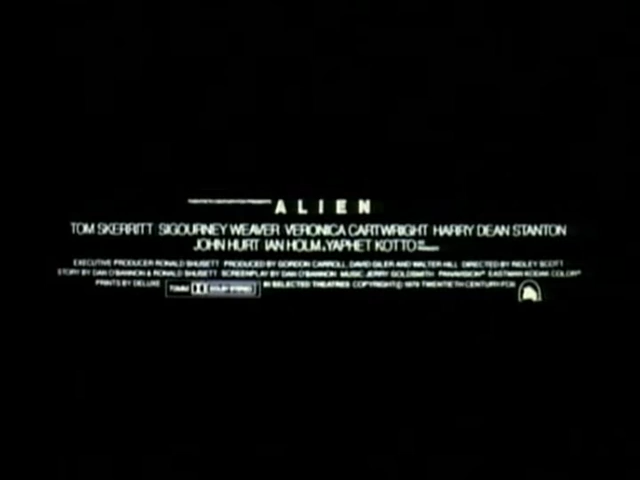 ALIEN
TOM SKERRITT SIGOURNEY WEAVER VERONICA CARTWRIGHT HARRY DEAN STANTON
JOHN HURT IAN HOLM & YAPHET KOTTO
EXECUTIVE PRODUCER RONALD SHUSETT PRODUCED BY GORDON CARROLL, DAVID GILER AND WALTER HILL DIRECTED BY RIDLEY SCOTT
STORY BY DAN O'BANNON & RONALD SHUSETT SCREENPLAY BY DAN O'BANNON MUSIC JERRY GOLDSMITH PANAVISION® EASTMAN KODAK COLOR®
PRINTS BY DELUXE 70MM DOLBY STEREO IN SELECTED THEATRES COPYRIGHT © 1979 TWENTIETH CENTURY-FOX